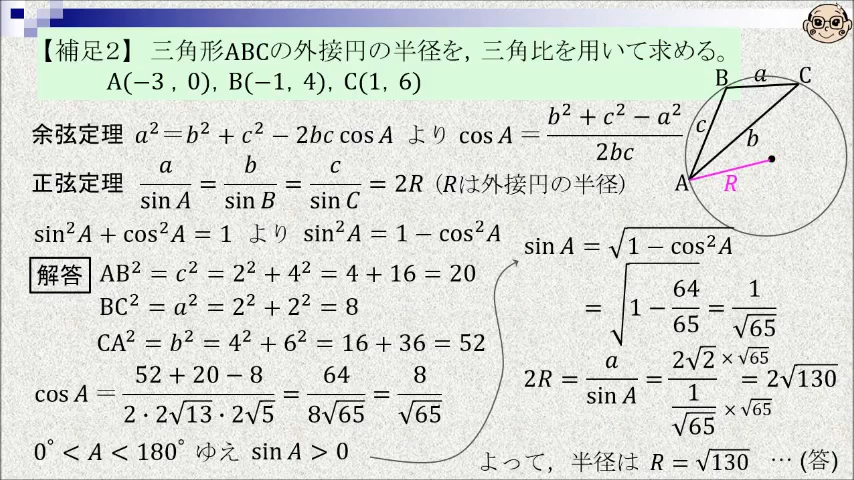 【補足２】 三角形ABCの外接円の半径を, 三角比を用いて求める。
A(−3 , 0), B(−1, 4), C(1, 6)
B a C
c b
A R
余弦定理 a²＝b² + c² − 2bc cos A より cos A = (b² + c² − a²)/(2bc)
正弦定理 a/(sin A) = b/(sin B) = c/(sin C) = 2R (Rは外接円の半径)
sin²A + cos²A = 1 より sin²A = 1 − cos²A
解答 AB² = c² = 2² + 4² = 4 + 16 = 20
BC² = a² = 2² + 2² = 8
CA² = b² = 4² + 6² = 16 + 36 = 52
cos A = (52 + 20 − 8)/(2 · 2√13 · 2√5) = 64/(8√65) = 8/√65
0° < A < 180° ゆえ sin A > 0
sin A = √(1 − cos²A)
= √(1 − 64/65) = 1/√65
2R = a/(sin A) = (2√2 ×√65)/(1/√65 ×√65) = 2√130
よって, 半径は R = √130 … (答)